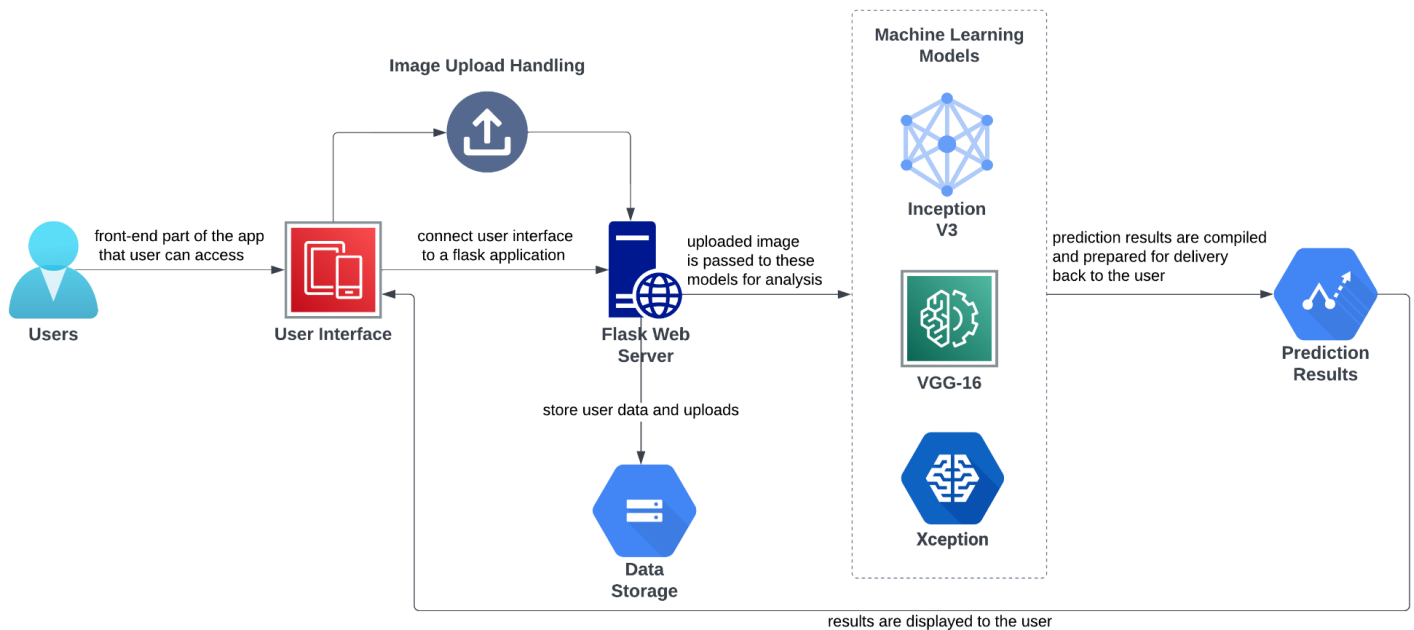 Machine Learning
Models
Image Upload Handling
Inception
V3
front-end part of the app
that user can access
connect user interface
to a flask application
uploaded image
is passed to these
models for analysis
prediction results are compiled
and prepared for delivery
back to the user
Users
User Interface
Flask Web
Server
Prediction
Results
VGG-16
store user data and uploads
Xception
Data
Storage
results are displayed to the user